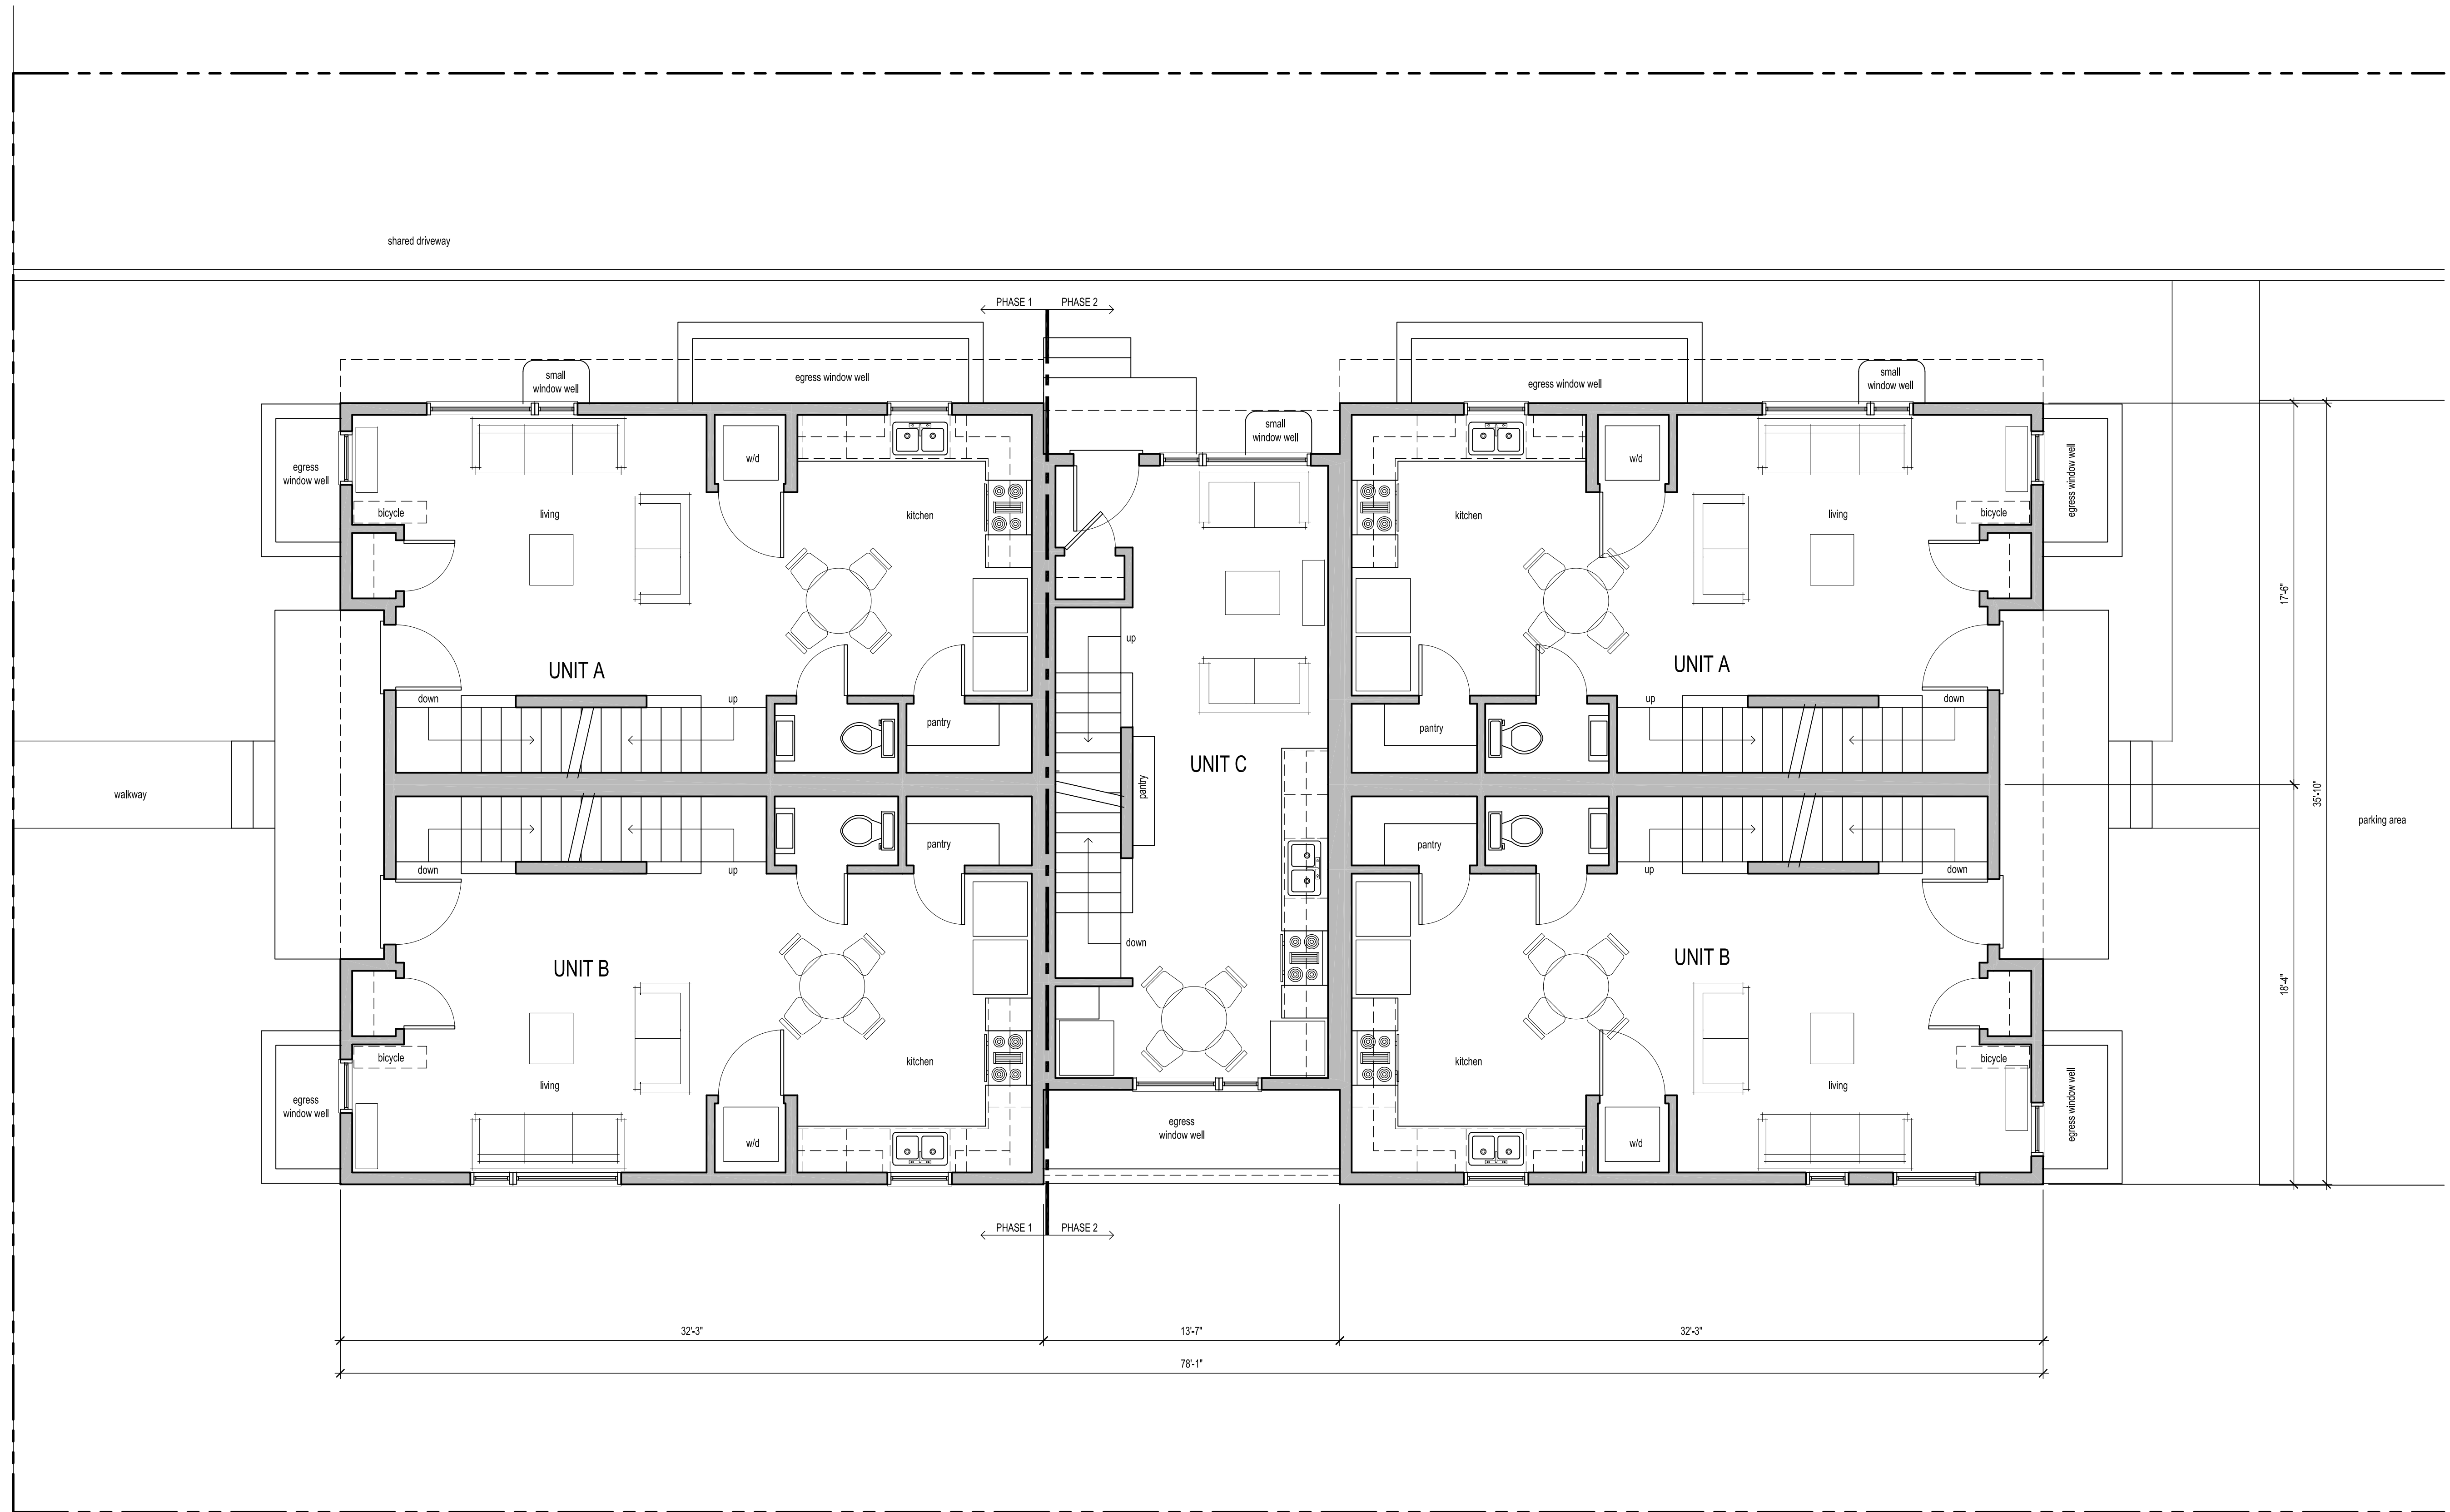 shared driveway
PHASE 1
PHASE 2
small
window well
egress window well
egress window well
small
window well
small
window well
egress
window well
w/d
w/d
egress window well
bicycle
living
kitchen
kitchen
living
bicycle
17'-6"
up
UNIT A
UNIT A
down
up
up
down
pantry
pantry
UNIT C
pantry
walkway
35'-10"
parking area
pantry
pantry
down
up
up
down
down
UNIT B
UNIT B
18'-4"
bicycle
living
kitchen
kitchen
living
bicycle
egress
window well
egress window well
egress
window well
w/d
w/d
PHASE 1
PHASE 2
32'-3"
13'-7"
32'-3"
78'-1"